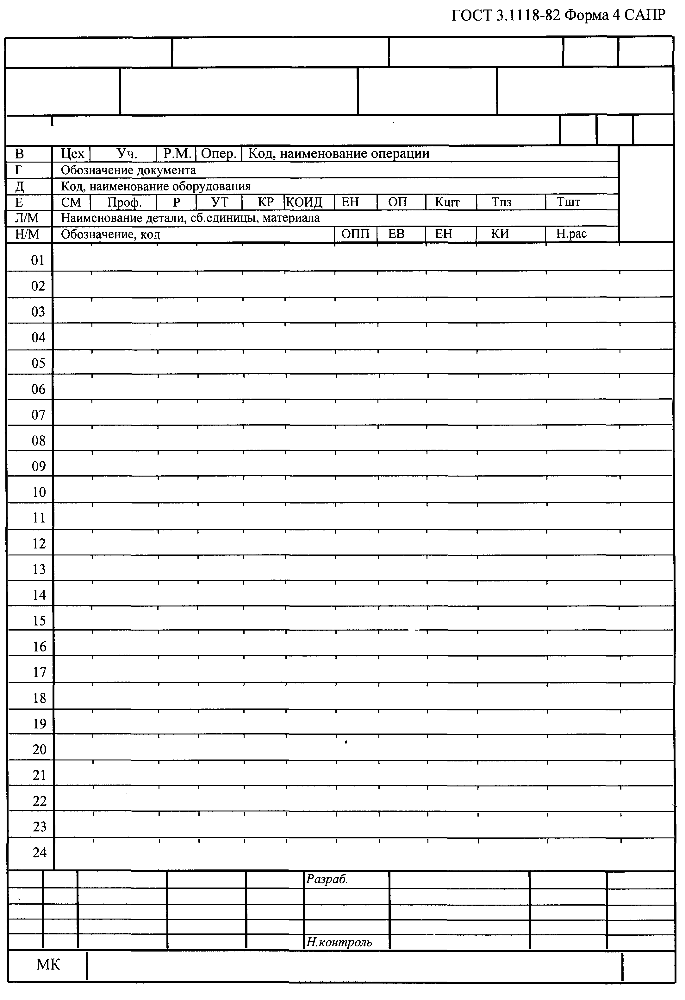 ГОСТ 3.1118-82 Форма 4 САПР
В Цех Уч. Р.М. Опер. Код, наименование операции
Г Обозначение документа
Д Код, наименование оборудования
Е СМ Проф. Р УТ КР КОИД ЕН ОП Кшт Тпз Тшт
Л/М Наименование детали, сб.единицы, материала
Н/М Обозначение, код ОПП ЕВ ЕН КИ Н.рас
01
02
03
04
05
06
07
08
09
10
11
12
13
14
15
16
17
18
19
20
21
22
23
24
Разраб.
Н.контроль
МК